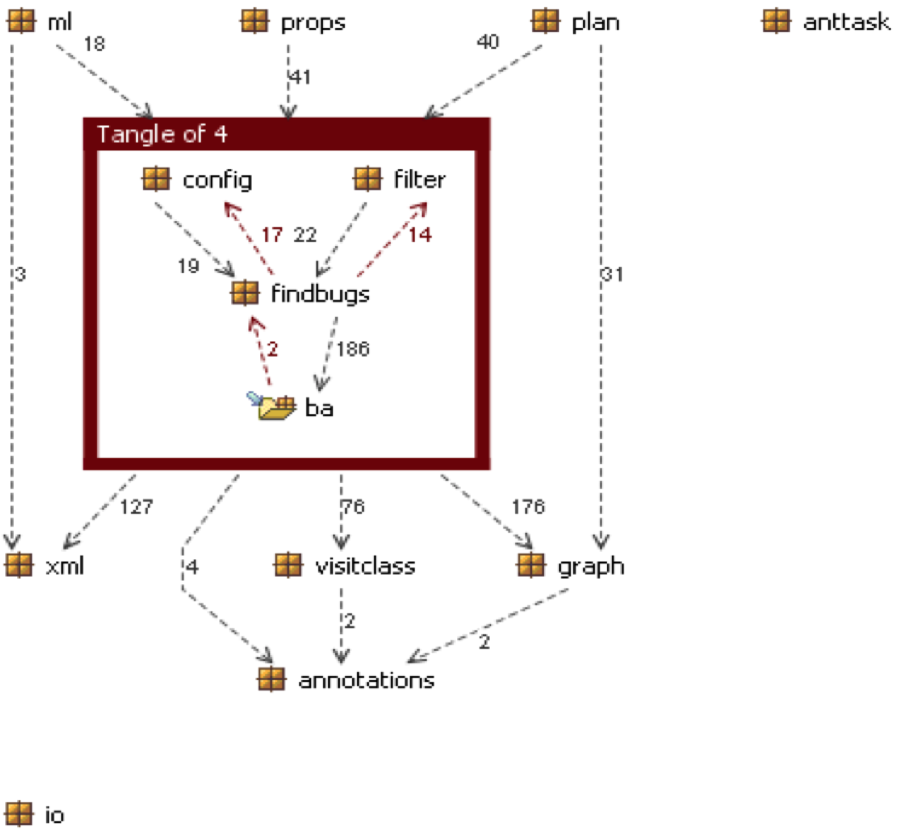 ml
props
plan
anttask
18
41
40
Tangle of 4
config
filter
17
22
14
19
3
31
findbugs
2
186
ba
127
76
176
xml
4
visitclass
graph
2
2
annotations
io